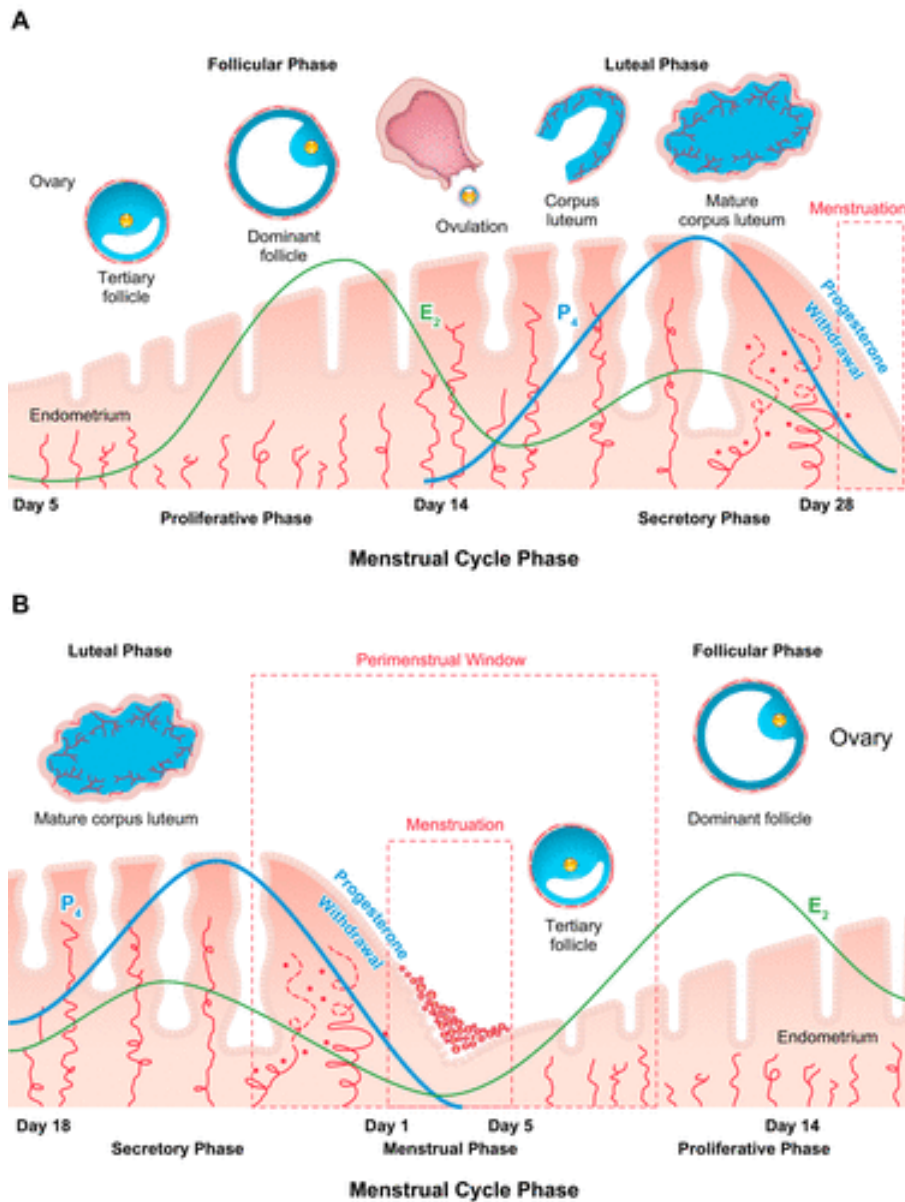 A
Follicular Phase
Luteal Phase
Ovary
Tertiary
follicle
Dominant
follicle
Ovulation
Corpus
luteum
Mature
corpus luteum
Menstruation
E2
P4
Progesterone
Withdrawal
Endometrium
Day 5
Day 14
Day 28
Proliferative Phase
Secretory Phase
Menstrual Cycle Phase
B
Luteal Phase
Perimenstrual Window
Follicular Phase
Ovary
Mature corpus luteum
Menstruation
Dominant follicle
Tertiary
follicle
P4
Progesterone
Withdrawal
E2
Endometrium
Day 18
Day 1
Day 5
Day 14
Secretory Phase
Menstrual Phase
Proliferative Phase
Menstrual Cycle Phase